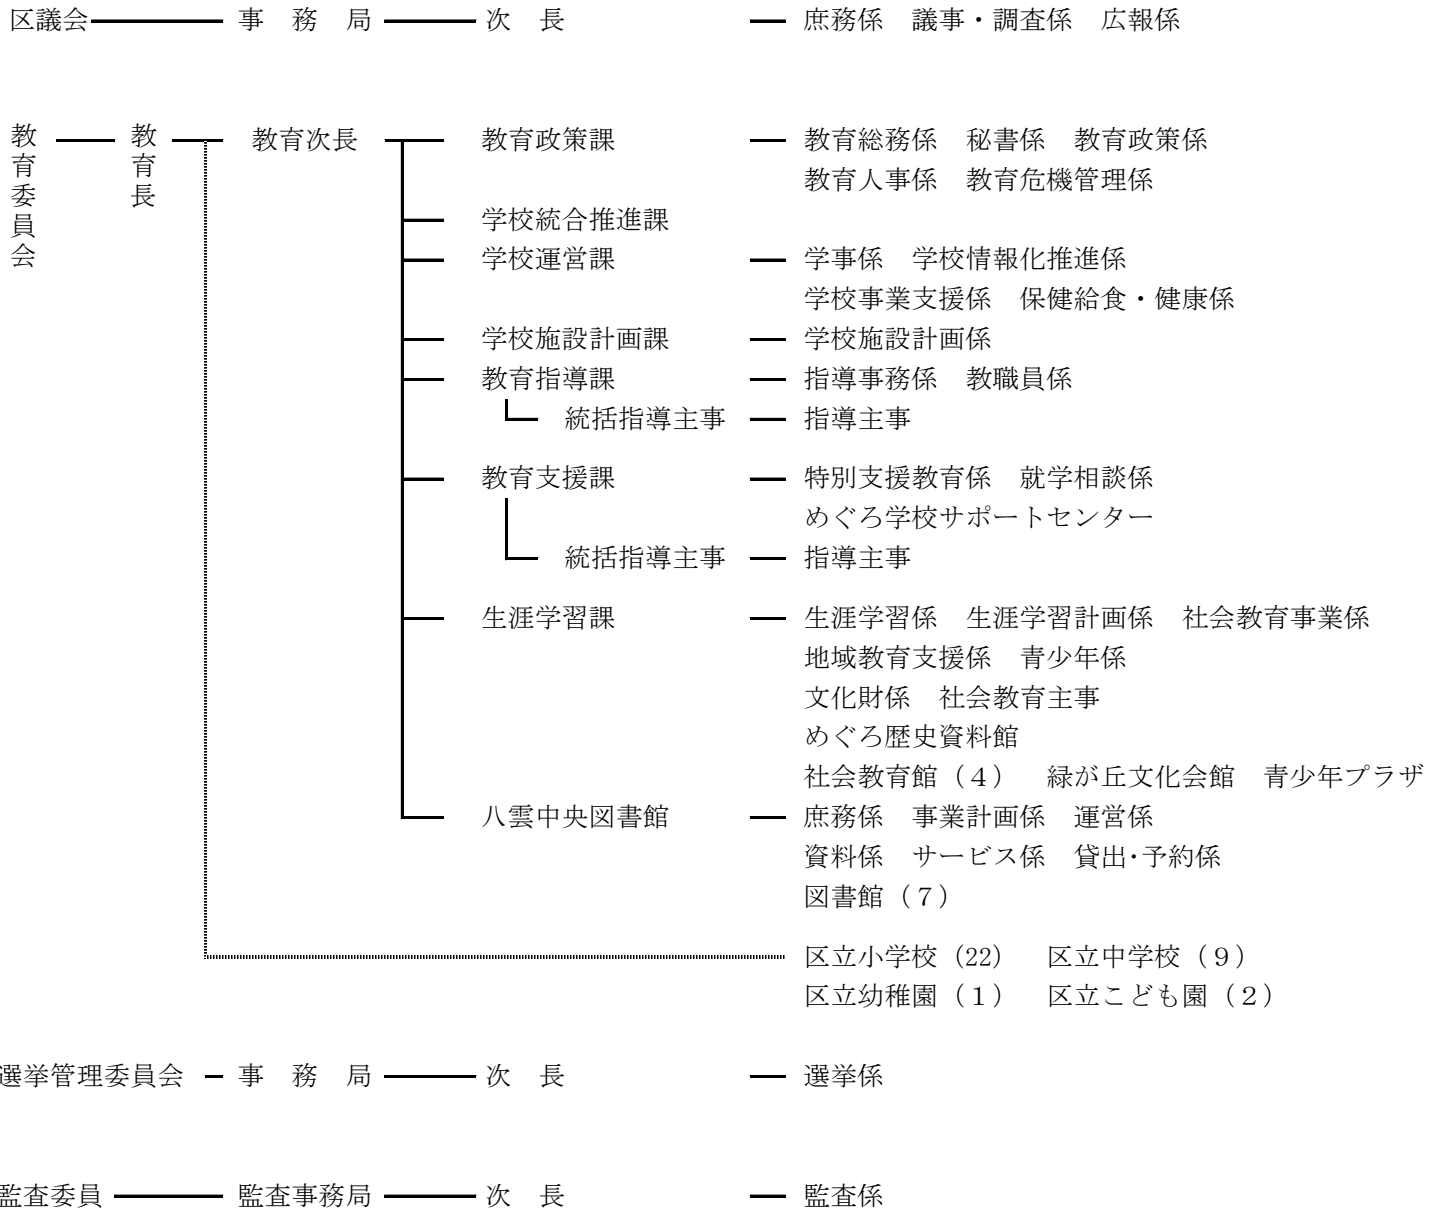 区議会 事　務　局 次　長 庶務係　議事・調査係　広報係
教育委員会 教育長 教育次長 教育政策課 教育総務係　秘書係　教育政策係
教育人事係　教育危機管理係
学校統合推進課
学校運営課 学事係　学校情報化推進係
学校事業支援係　保健給食・健康係
学校施設計画課 学校施設計画係
教育指導課 指導事務係　教職員係
統括指導主事 指導主事
教育支援課 特別支援教育係　就学相談係
めぐろ学校サポートセンター
統括指導主事 指導主事
生涯学習課 生涯学習係　生涯学習計画係　社会教育事業係
地域教育支援係　青少年係
文化財係　社会教育主事
めぐろ歴史資料館
社会教育館（４）　緑が丘文化会館　青少年プラザ
八雲中央図書館 庶務係　事業計画係　運営係
資料係　サービス係　貸出･予約係
図書館（７）
区立小学校（22）　区立中学校（９）
区立幼稚園（１）　区立こども園（２）
選挙管理委員会 事　務　局 次　長 選挙係
監査委員 監査事務局 次　長 監査係